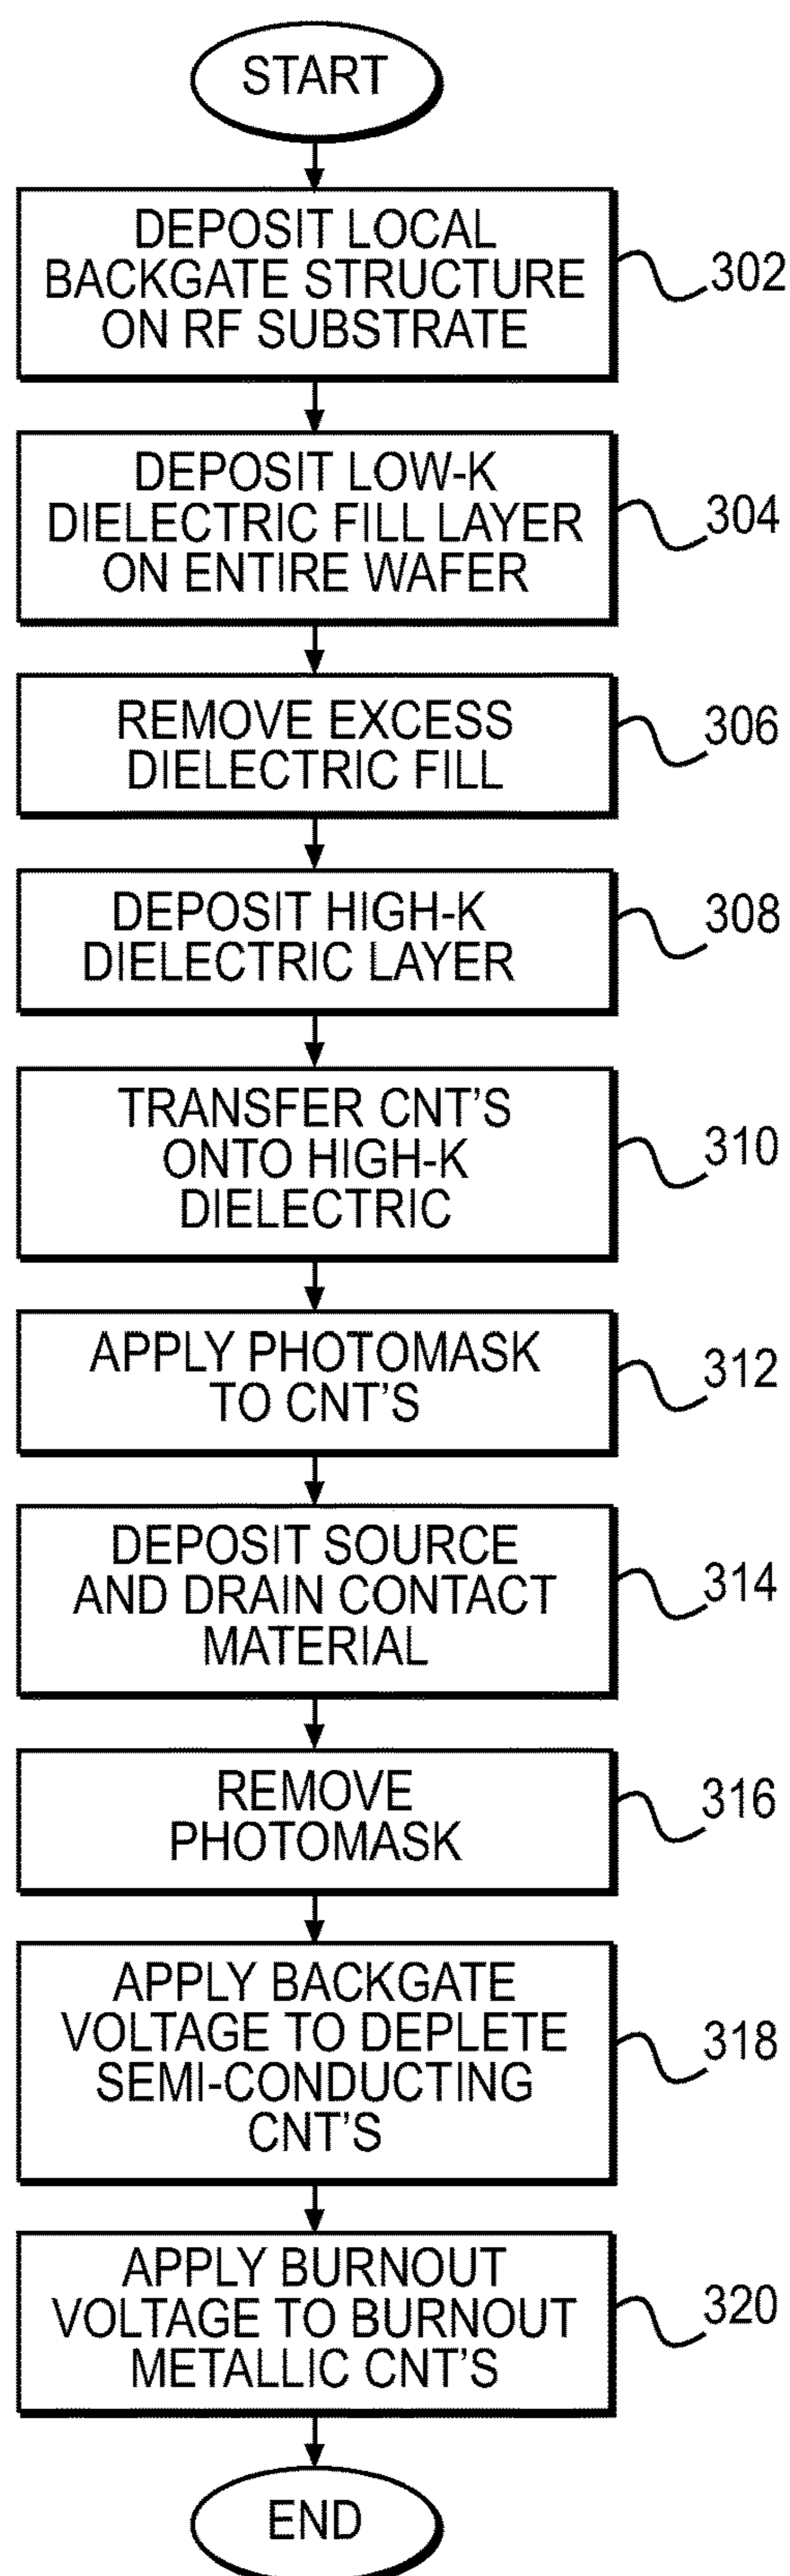 START
DEPOSIT LOCAL
BACKGATE STRUCTURE
ON RF SUBSTRATE
302
DEPOSIT LOW-K
DIELECTRIC FILL LAYER
ON ENTIRE WAFER
304
REMOVE EXCESS
DIELECTRIC FILL
306
DEPOSIT HIGH-K
DIELECTRIC LAYER
308
TRANSFER CNT'S
ONTO HIGH-K
DIELECTRIC
310
APPLY PHOTOMASK
TO CNT'S
312
DEPOSIT SOURCE
AND DRAIN CONTACT
MATERIAL
314
REMOVE
PHOTOMASK
316
APPLY BACKGATE
VOLTAGE TO DEPLETE
SEMI-CONDUCTING
CNT'S
318
APPLY BURNOUT
VOLTAGE TO BURNOUT
METALLIC CNT'S
320
END